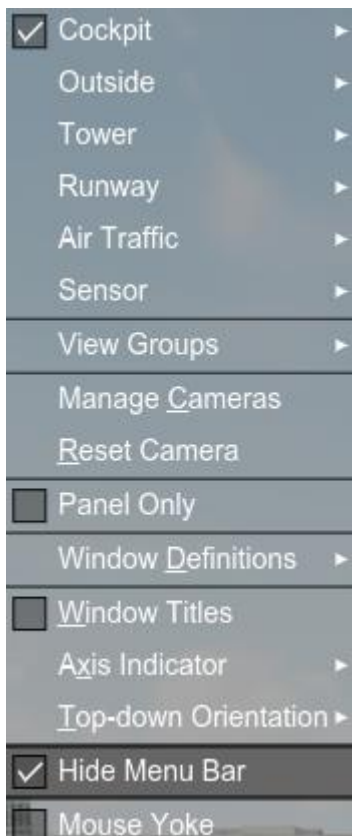 Cockpit
Outside
Tower
Runway
Air Traffic
Sensor
View Groups
Manage Cameras
Reset Camera
Panel Only
Window Definitions
Window Titles
Axis Indicator
Top-down Orientation
Hide Menu Bar
Mouse Yoke